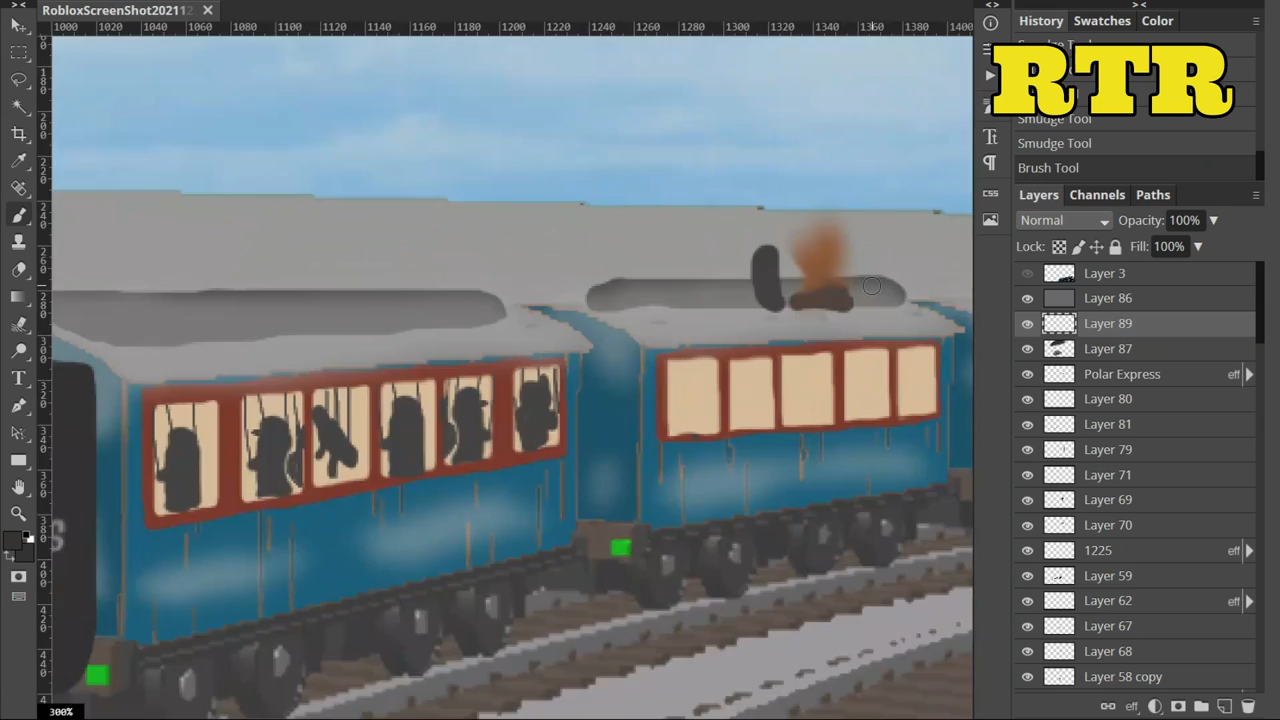 RobloxScreenShot202112
1000 1020 1040 1060 1080 1100 1120 1140 1160 1180 1200 1220 1240 1260 1280 1300 1320 1340 1360 1380 1400
History Swatches Color
RTR
Smudge Tool
Smudge Tool
Brush Tool
Layers Channels Paths
Normal Opacity: 100%
Lock: Fill: 100%
Layer 3
Layer 86
Layer 89
Layer 87
Polar Express eff
Layer 80
Layer 81
Layer 79
Layer 71
Layer 69
Layer 70
1225 eff
Layer 59
Layer 62 eff
Layer 67
Layer 68
Layer 58 copy
eff
CSS
S
300%